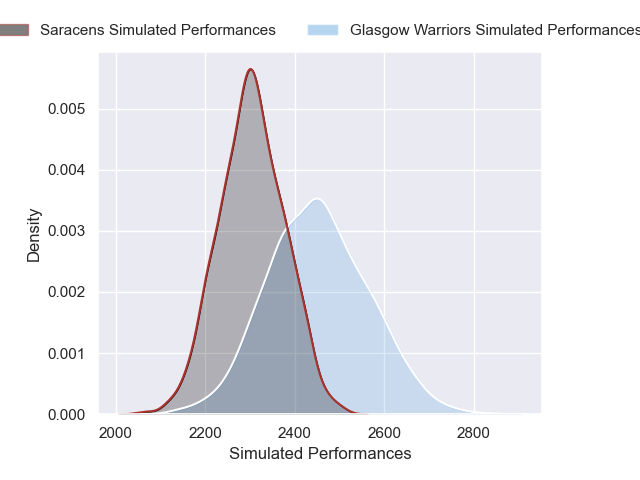 Saracens Simulated Performances
Glasgow Warriors Simulated Performances
0.005
0.004
0.003
0.002
0.001
0.000
Density
2000
2200
2400
2600
2800
Simulated Performances